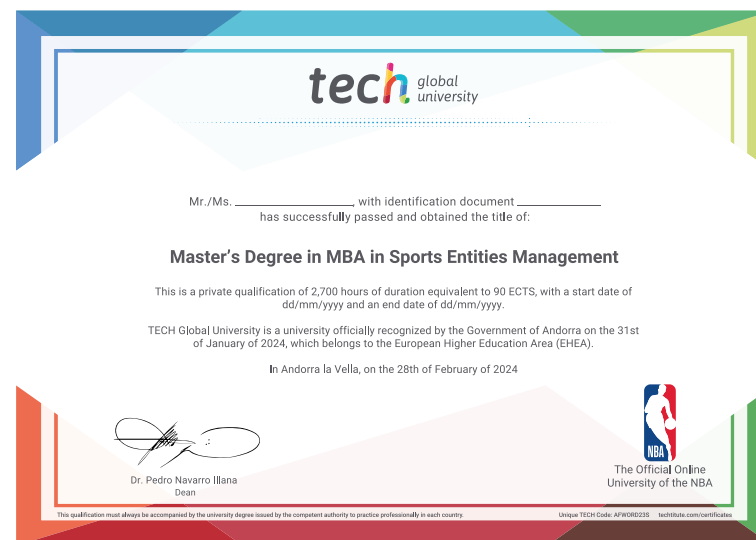 tech global
university
Mr./Ms. ____________________, with identification document ______________
has successfully passed and obtained the title of:
Master's Degree in MBA in Sports Entities Management
This is a private qualification of 2,700 hours of duration equivalent to 90 ECTS, with a start date of
dd/mm/yyyy and an end date of dd/mm/yyyy.
TECH Global University is a university officially recognized by the Government of Andorra on the 31st
of January of 2024, which belongs to the European Higher Education Area (EHEA).
In Andorra la Vella, on the 28th of February of 2024
NBA
Dr. Pedro Navarro Illana
Dean
The Official Online
University of the NBA
This qualification must always be accompanied by the university degree issued by the competent authority to practice professionally in each country.
Unique TECH Code: AFWORD23S techtitute.com/certificates